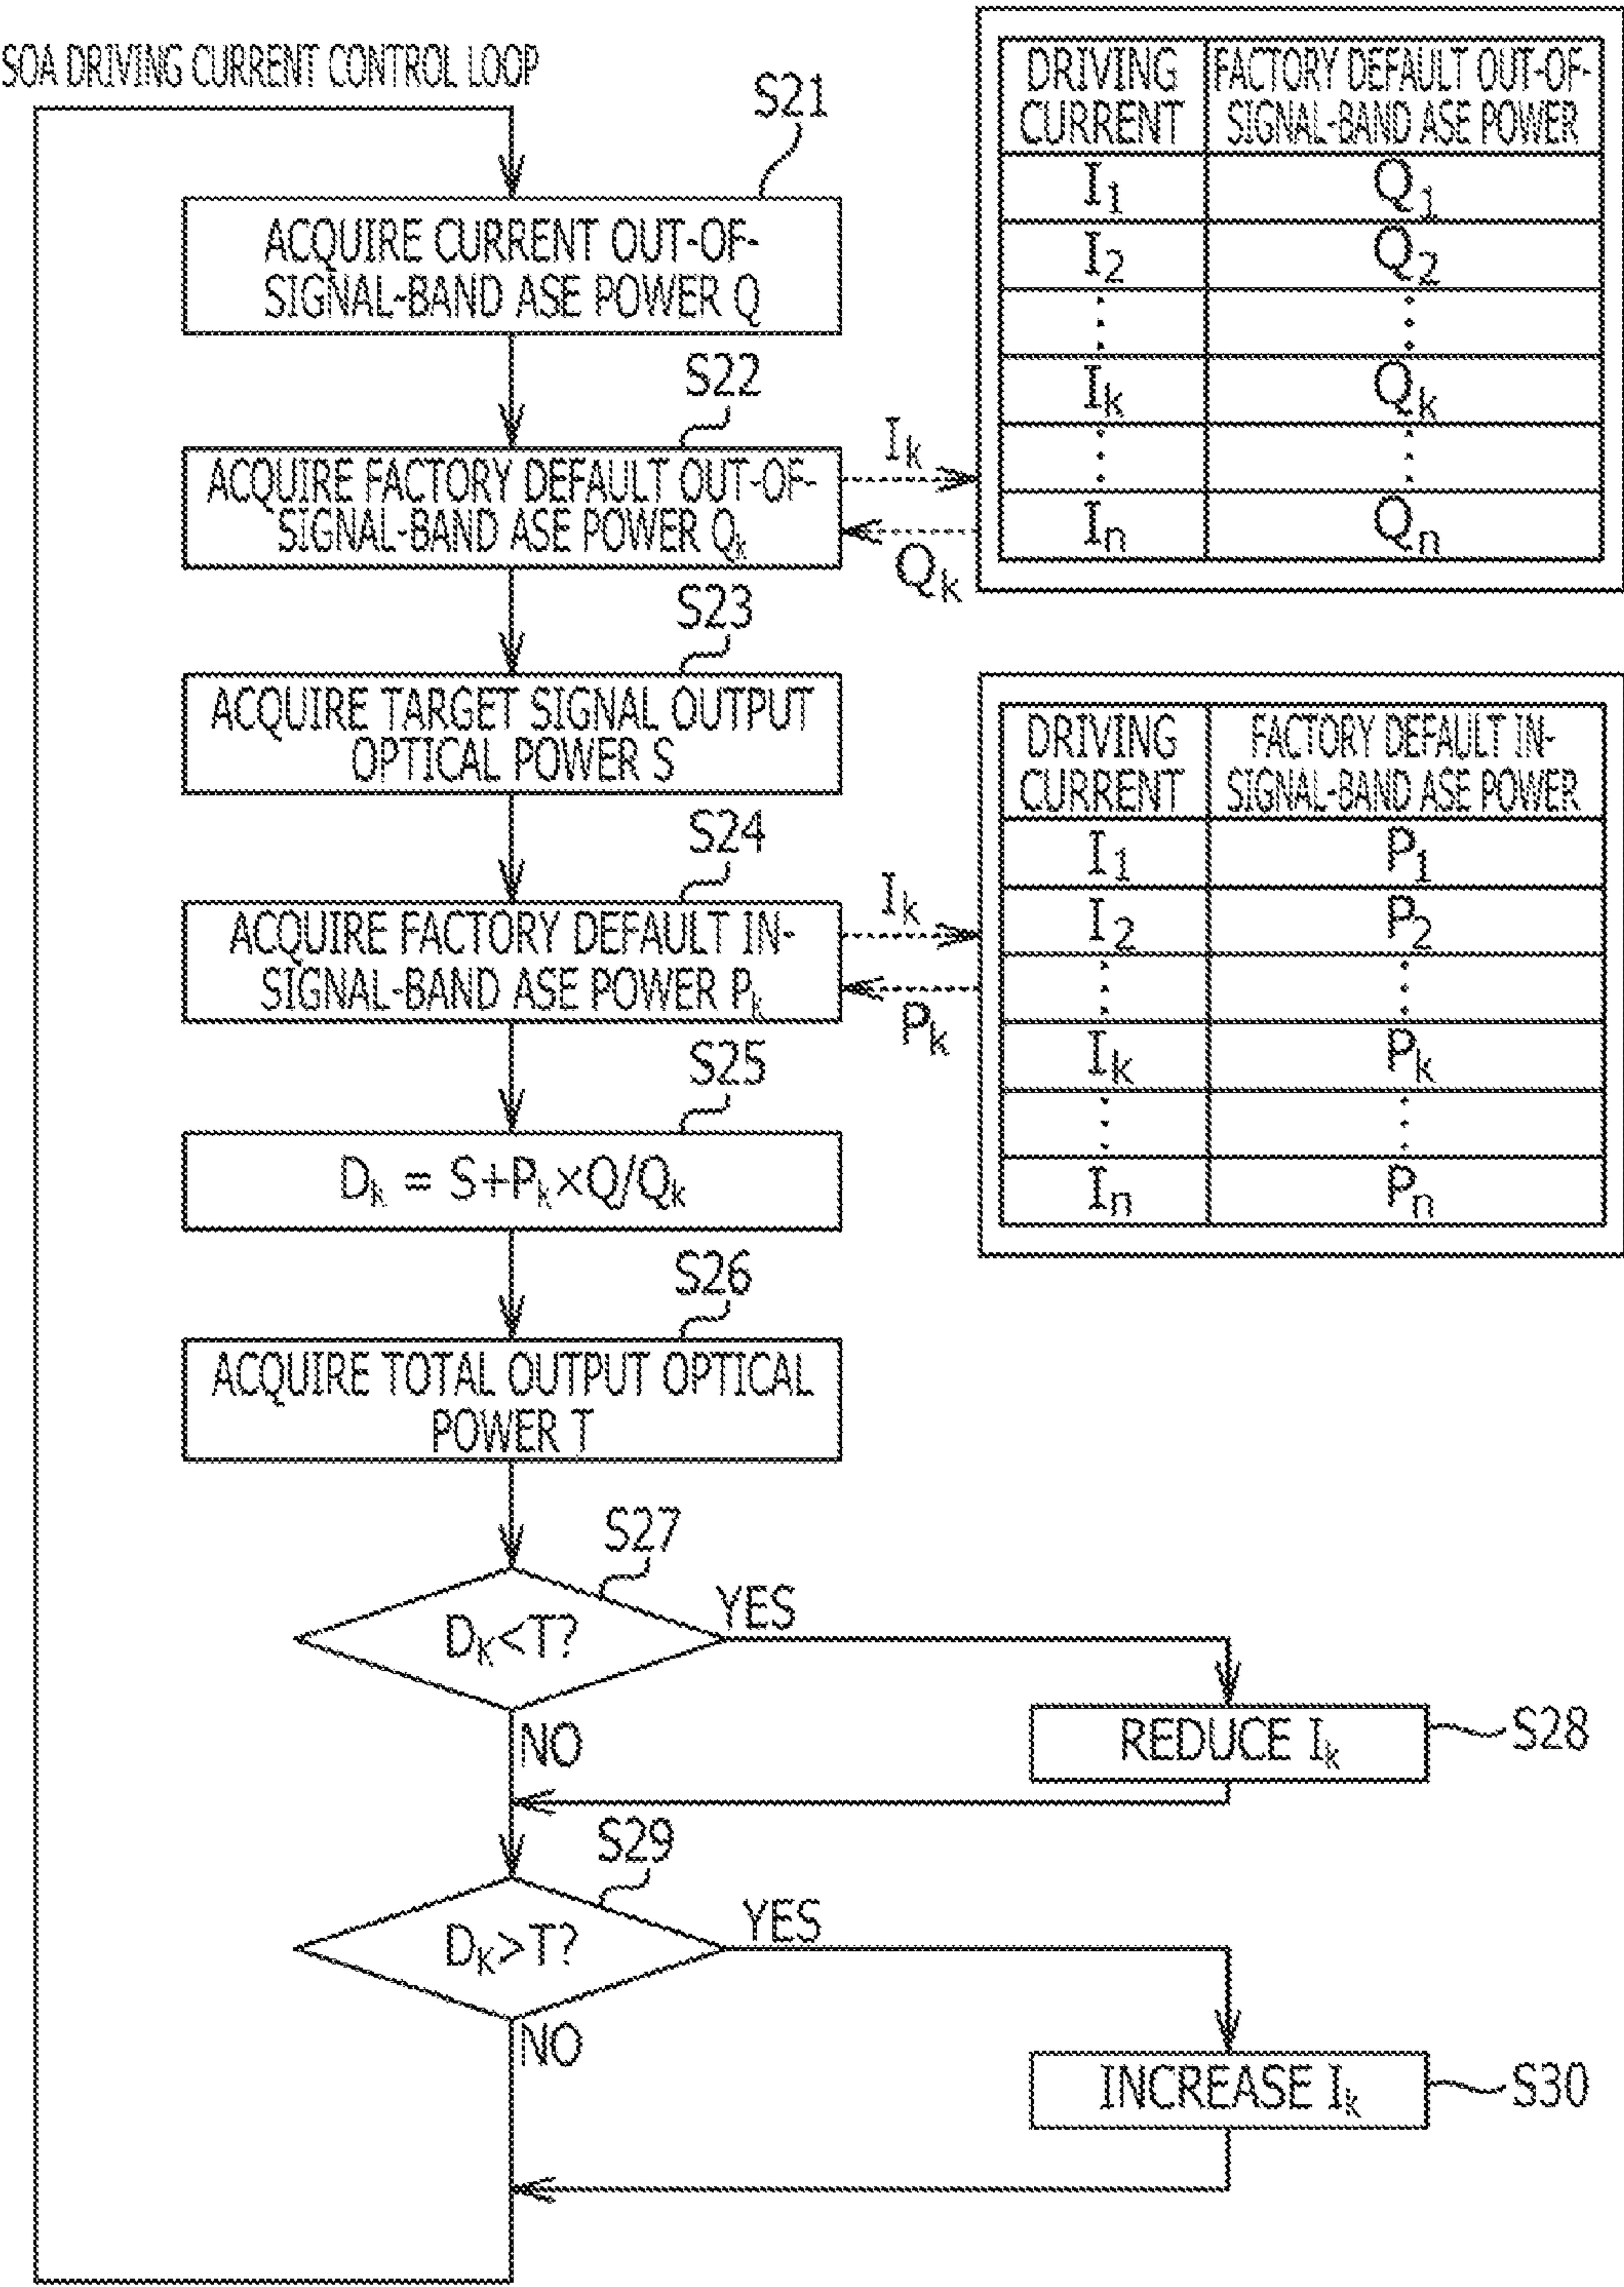 SOA DRIVING CURRENT CONTROL LOOP
S21
ACQUIRE CURRENT OUT-OF-
SIGNAL-BAND ASE POWER Q
S22
ACQUIRE FACTORY DEFAULT OUT-OF-
SIGNAL-BAND ASE POWER Qk
Ik
Qk
DRIVING
CURRENT
FACTORY DEFAULT OUT-OF-
SIGNAL-BAND ASE POWER
I1 Q1
I2 Q2
Ik Qk
In Qn
S23
ACQUIRE TARGET SIGNAL OUTPUT
OPTICAL POWER S
S24
ACQUIRE FACTORY DEFAULT IN-
SIGNAL-BAND ASE POWER Pk
Ik
Pk
DRIVING
CURRENT
FACTORY DEFAULT IN-
SIGNAL-BAND ASE POWER
I1 P1
I2 P2
Ik Pk
In Pn
S25
Dk = S+Pk×Q/Qk
S26
ACQUIRE TOTAL OUTPUT OPTICAL
POWER T
S27
Dk<T?
YES
NO
REDUCE Ik
S28
S29
Dk>T?
YES
NO
INCREASE Ik
S30